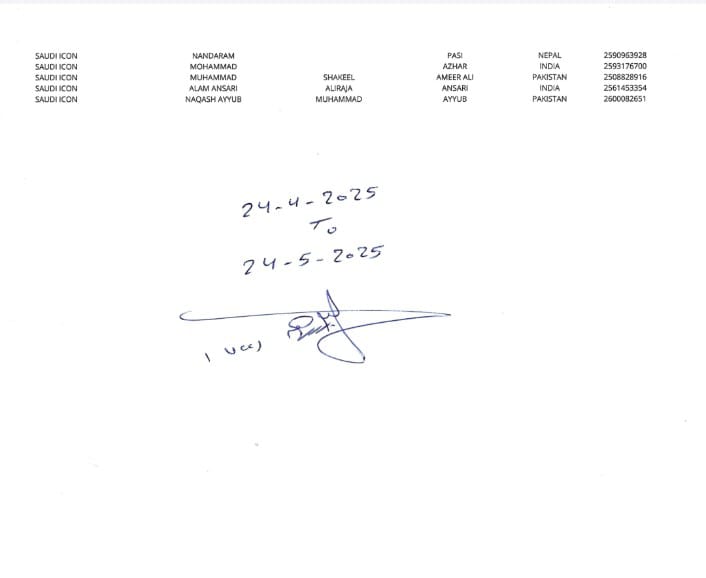 SAUDI ICON NANDARAM PASI NEPAL 2590963928
SAUDI ICON MOHAMMAD AZHAR INDIA 2593176700
SAUDI ICON MUHAMMAD SHAKEEL AMEER ALI PAKISTAN 2508828916
SAUDI ICON ALAM ANSARI ALIRAJA ANSARI INDIA 2561453354
SAUDI ICON NAQASH AYYUB MUHAMMAD AYYUB PAKISTAN 2600082651
24-4-2025
To
24-5-2025